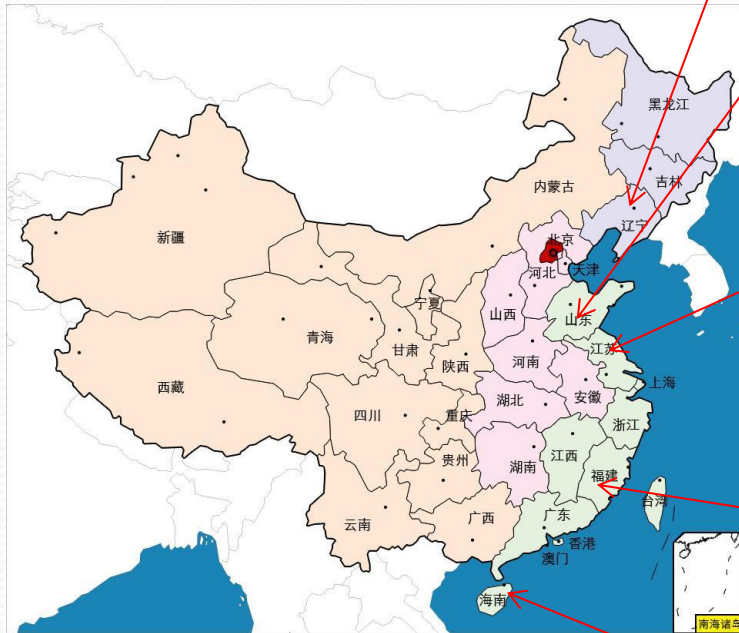 黑龙江
吉林
辽宁
内蒙古
新疆
北京
天津
河北
宁夏
山西
山东
青海
甘肃
陕西
河南
江苏
西藏
四川
重庆
湖北
安徽
上海
浙江
贵州
湖南
江西
福建
云南
广西
广东
台湾
香港
澳门
海南
南海诸岛